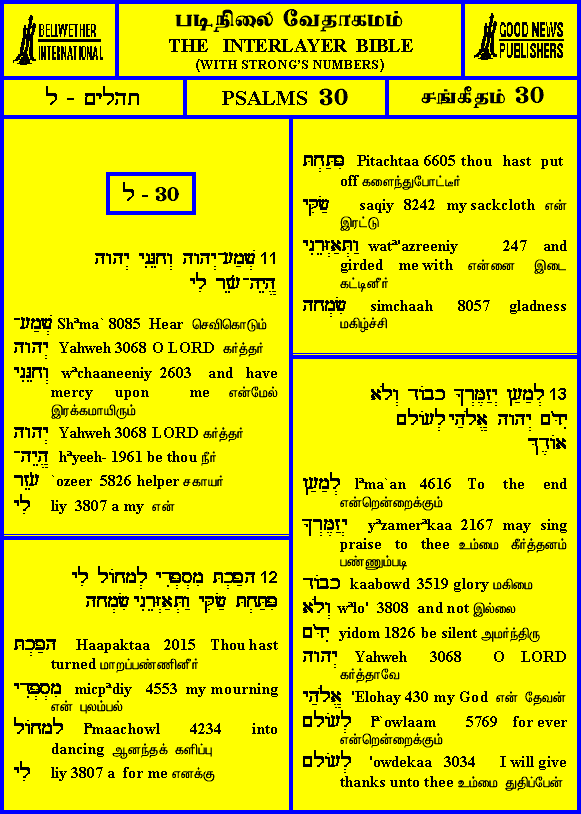 BELLWETHER
INTERNATIONAL
படிநிலை வேதாகமம்
THE INTERLAYER BIBLE
(WITH STRONG'S NUMBERS)
GOOD NEWS
PUBLISHERS
תהלים - ל
PSALMS 30
சங்கீதம் 30
ל - 30
11 שְׁמַע־יְהוָה וְחָנֵּנִי יְהוָה
הֱיֵה־עֹזֵר לִי
שְׁמַע־ Shᵊma` 8085 Hear செவிகொடும்
יְהוָה Yahweh 3068 O LORD கர்த்தர்
וְחָנֵּנִי wᵊchaaneeniy 2603 and have
mercy upon me என்மேல்
இரக்கமாயிரும்
יְהוָה Yahweh 3068 LORD கர்த்தர்
הֱיֵה־ hᵉyeeh- 1961 be thou நீர்
עֹזֵר `ozeer 5826 helper சகாயர்
לִי liy 3807 a my என்
12 הָפַכְתָּ מִסְפְּדִי לְמָחוֹל לִי
פִּתַּחְתָּ שַׂקִּי וַתְּאַזְּרֵנִי שִׂמְחָה
הָפַכְתָּ Haapaktaa 2015 Thou hast
turned மாறப்பண்ணினீர்
מִסְפְּדִי micpᵊdiy 4553 my mourning
என் புலம்பல்
לְמָחוֹל lᵊmaachowl 4234 into
dancing ஆனந்தக் களிப்பு
לִי liy 3807 a for me எனக்கு
פִּתַּחְתָּ Pitachtaa 6605 thou hast put
off களைந்துபோட்டீர்
שַׂקִּי saqiy 8242 my sackcloth என்
இரட்டு
וַתְּאַזְּרֵנִי watᵊ'azreeniy 247 and
girded me with என்னை இடை
கட்டினீர்
שִׂמְחָה simchaah 8057 gladness
மகிழ்ச்சி
13 לְמַעַן יְזַמֶּרְךָ כָבוֹד וְלֹא
יִדֹּם יְהוָה אֱלֹהַי לְעוֹלָם
אוֹדֶךָּ
לְמַעַן lᵊma`an 4616 To the end
என்றென்றைக்கும்
יְזַמֶּרְךָ yᵊzamerᵊkaa 2167 may sing
praise to thee உம்மை கீர்த்தனம்
பண்ணும்படி
כָבוֹד kaabowd 3519 glory மகிமை
וְלֹא wᵊlo' 3808 and not இல்லை
יִדֹּם yidom 1826 be silent அமர்ந்திரு
יְהוָה Yahweh 3068 O LORD
கர்த்தாவே
אֱלֹהַי 'Elohay 430 my God என் தேவன்
לְעוֹלָם lᵊ`owlaam 5769 for ever
என்றென்றைக்கும்
לְעוֹלָם 'owdekaa 3034 I will give
thanks unto thee உம்மை துதிப்பேன்